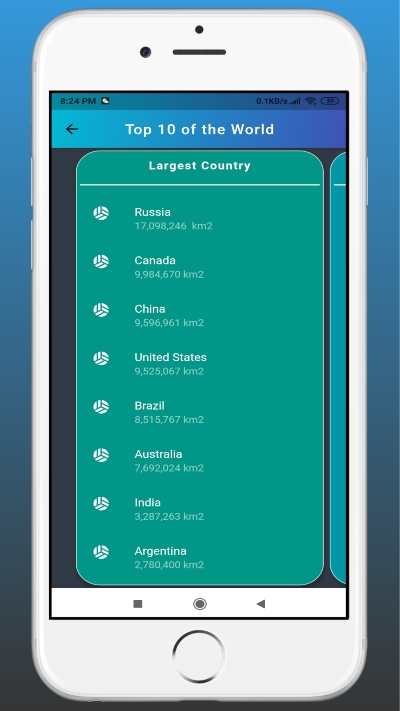 8:24 PM
0.1KB/s
Top 10 of the World
Largest Country
Russia
17,098,246 km2
Canada
9,984,670 km2
China
9,596,961 km2
United States
9,525,067 km2
Brazil
8,515,767 km2
Australia
7,692,024 km2
India
3,287,263 km2
Argentina
2,780,400 km2